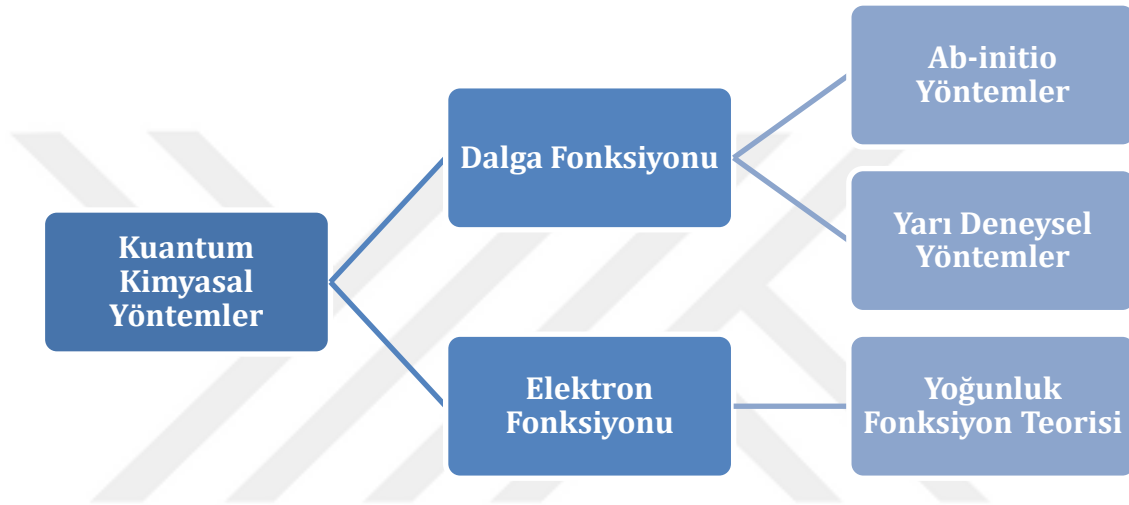 Kuantum
Kimyasal
Yöntemler
Dalga Fonksiyonu
Ab-initio
Yöntemler
Yarı Deneysel
Yöntemler
Elektron
Fonksiyonu
Yoğunluk
Fonksiyon Teorisi